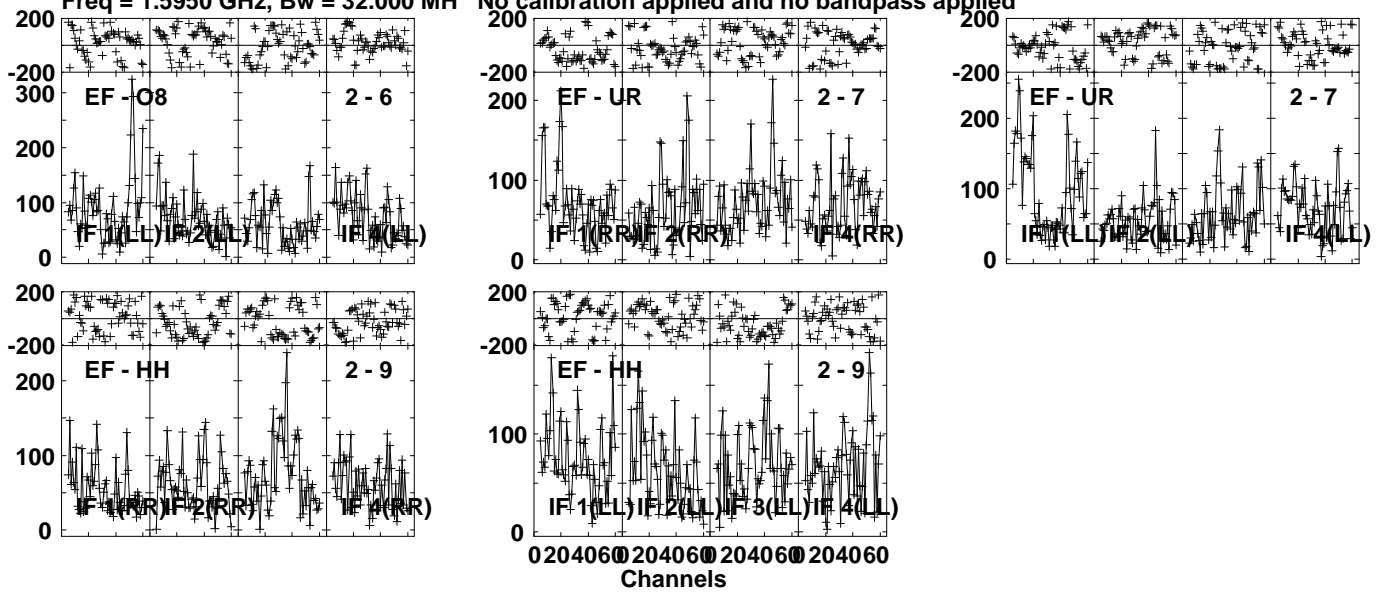 Freq = 1.5950 GHz, Bw = 32.000 MH No calibration applied and no bandpass applied
200
-200
300
200
100
0
EF - O8 2 - 6
IF 1(LL) IF 2(LL) IF 4(LL)
200
-200
200
100
0
EF - UR 2 - 7
IF 1(RR) IF 2(RR) IF 4(RR)
200
-200
200
100
0
EF - UR 2 - 7
IF 1(LL) IF 2(LL) IF 4(LL)
200
-200
200
100
0
EF - HH 2 - 9
IF 1(RR) IF 2(RR) IF 4(RR)
200
-200
100
0
EF - HH 2 - 9
IF 1(LL) IF 2(LL) IF 3(LL) IF 4(LL)
0 20 40 60 0 20 40 60 0 20 40 60 0 20 40 60
Channels